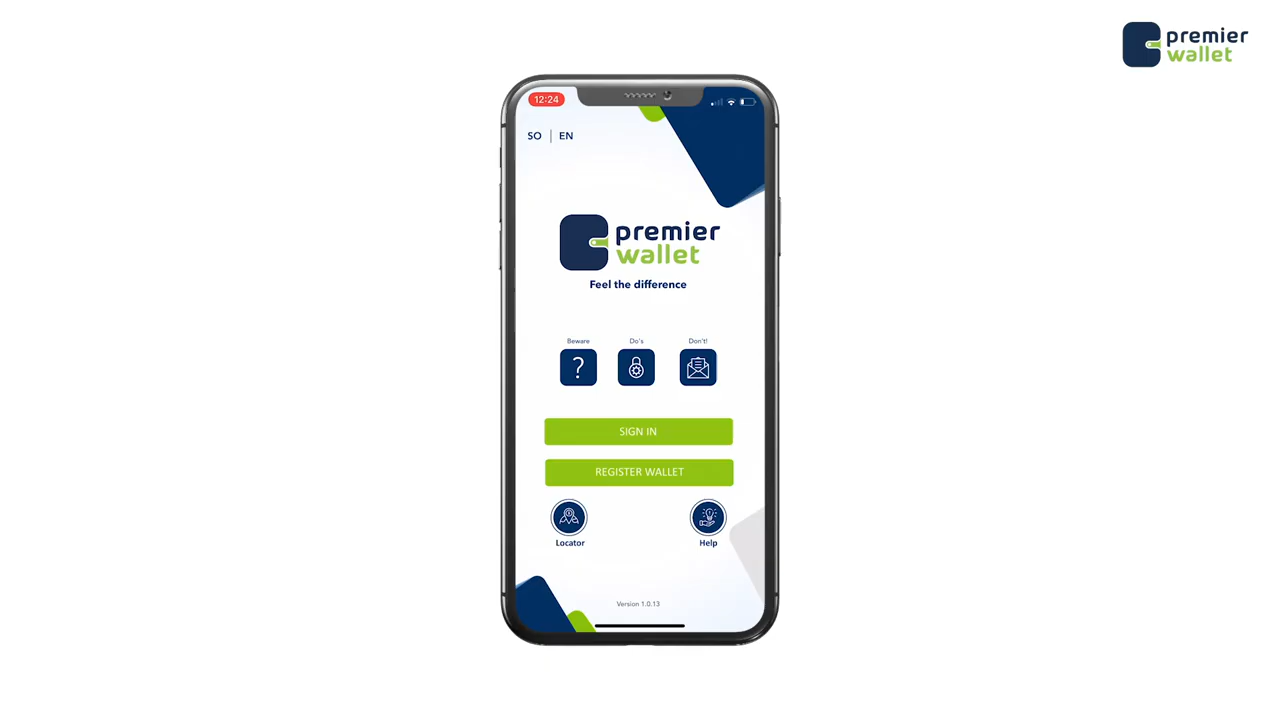 premier
wallet
12:24
SO | EN
premier
wallet
Feel the difference
Beware
Do's
Don't!
?
SIGN IN
REGISTER WALLET
Locator
Help
Version 1.0.13